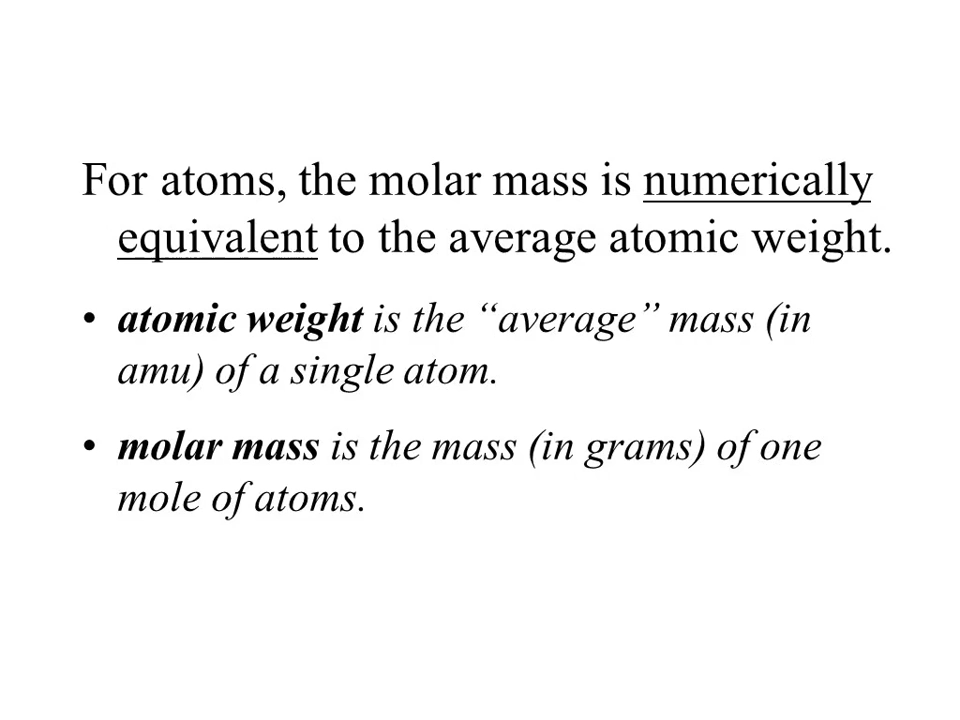 For atoms, the molar mass is numerically
equivalent to the average atomic weight.
• atomic weight is the “average” mass (in
amu) of a single atom.
• molar mass is the mass (in grams) of one
mole of atoms.